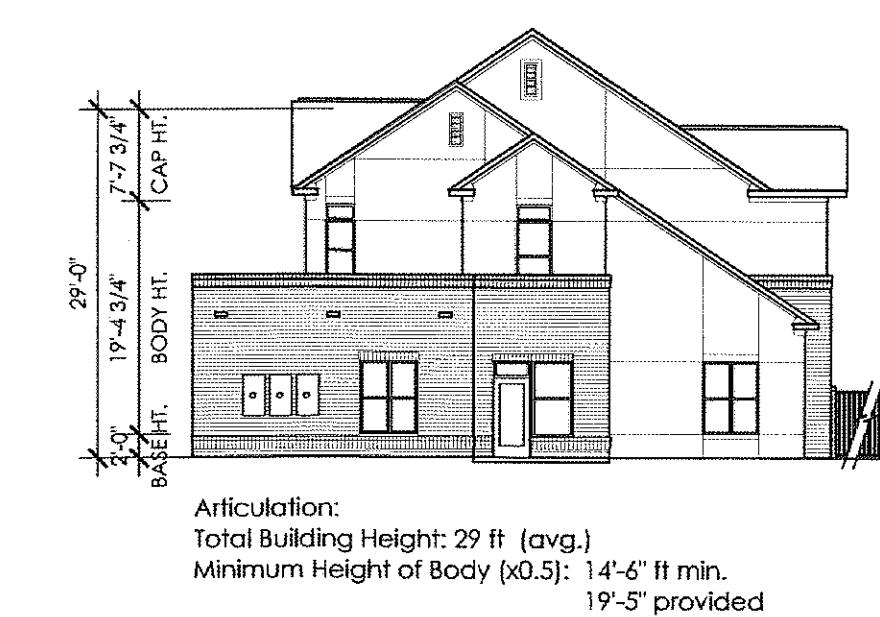 29'-0"
7'-7 3/4"
CAP HT.
19'-4 3/4"
BODY HT.
2'-0"
BASE HT.
Articulation:
Total Building Height: 29 ft (avg.)
Minimum Height of Body (x0.5): 14'-6" ft min.
19'-5" provided